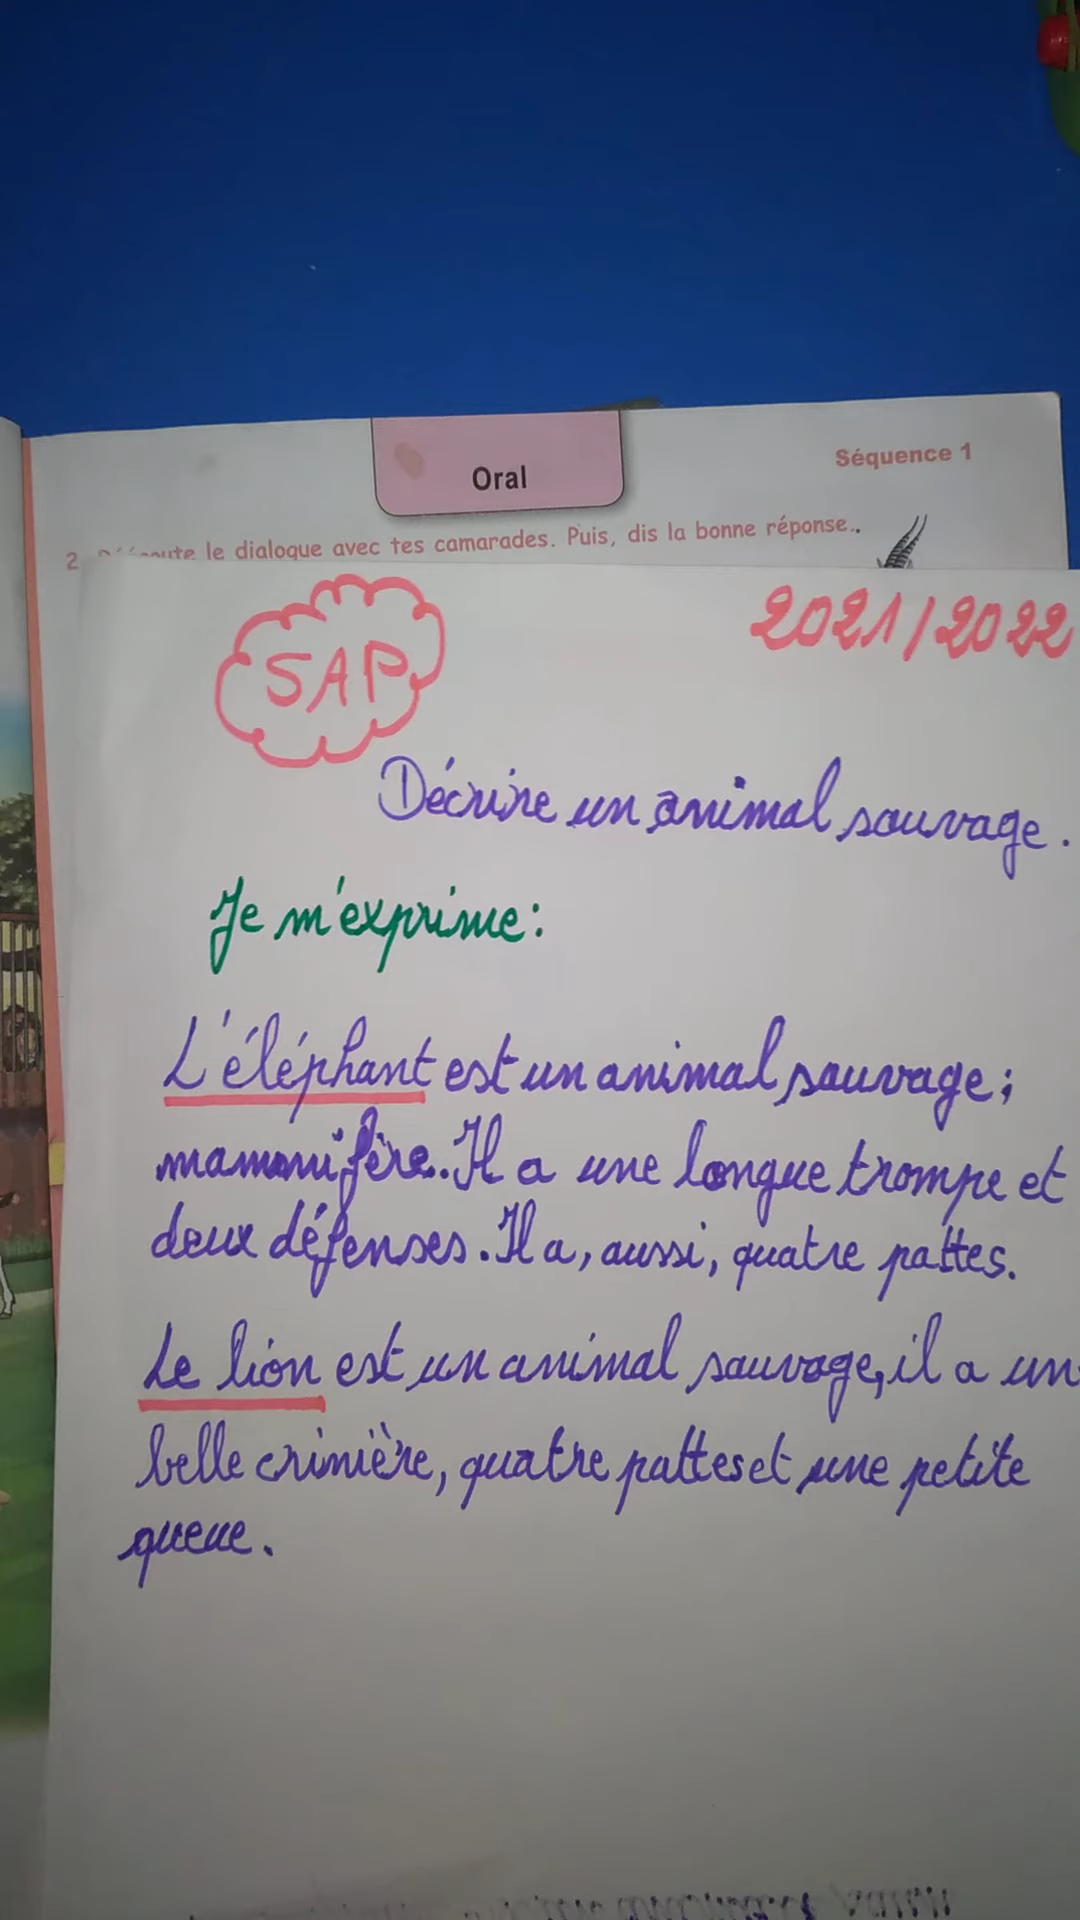 Oral
Séquence 1
2 le dialogue avec tes camarades. Puis, dis la bonne réponse..
SAP
2021/2022
Décrire un animal sauvage.
Je m'exprime:
L'éléphant est un animal sauvage;
mammifère.. Il a une longue trompe et
deux défenses. Il a, aussi, quatre pattes.
Le lion est un animal sauvage, il a un
belle crinière, quatre pattes et une petite
queue.